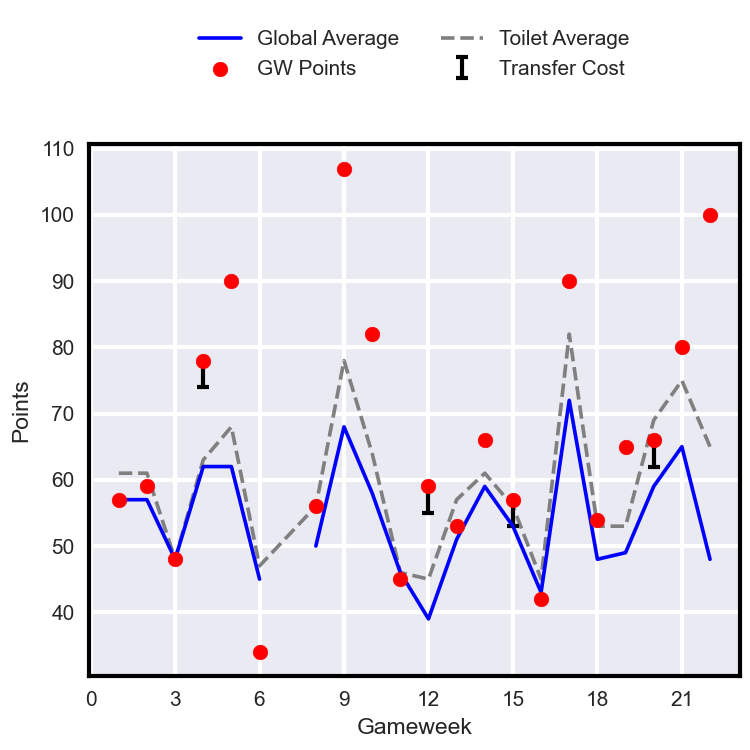 Global Average
Toilet Average
GW Points
Transfer Cost
110
100
90
80
70
60
50
40
Points
0 3 6 9 12 15 18 21
Gameweek